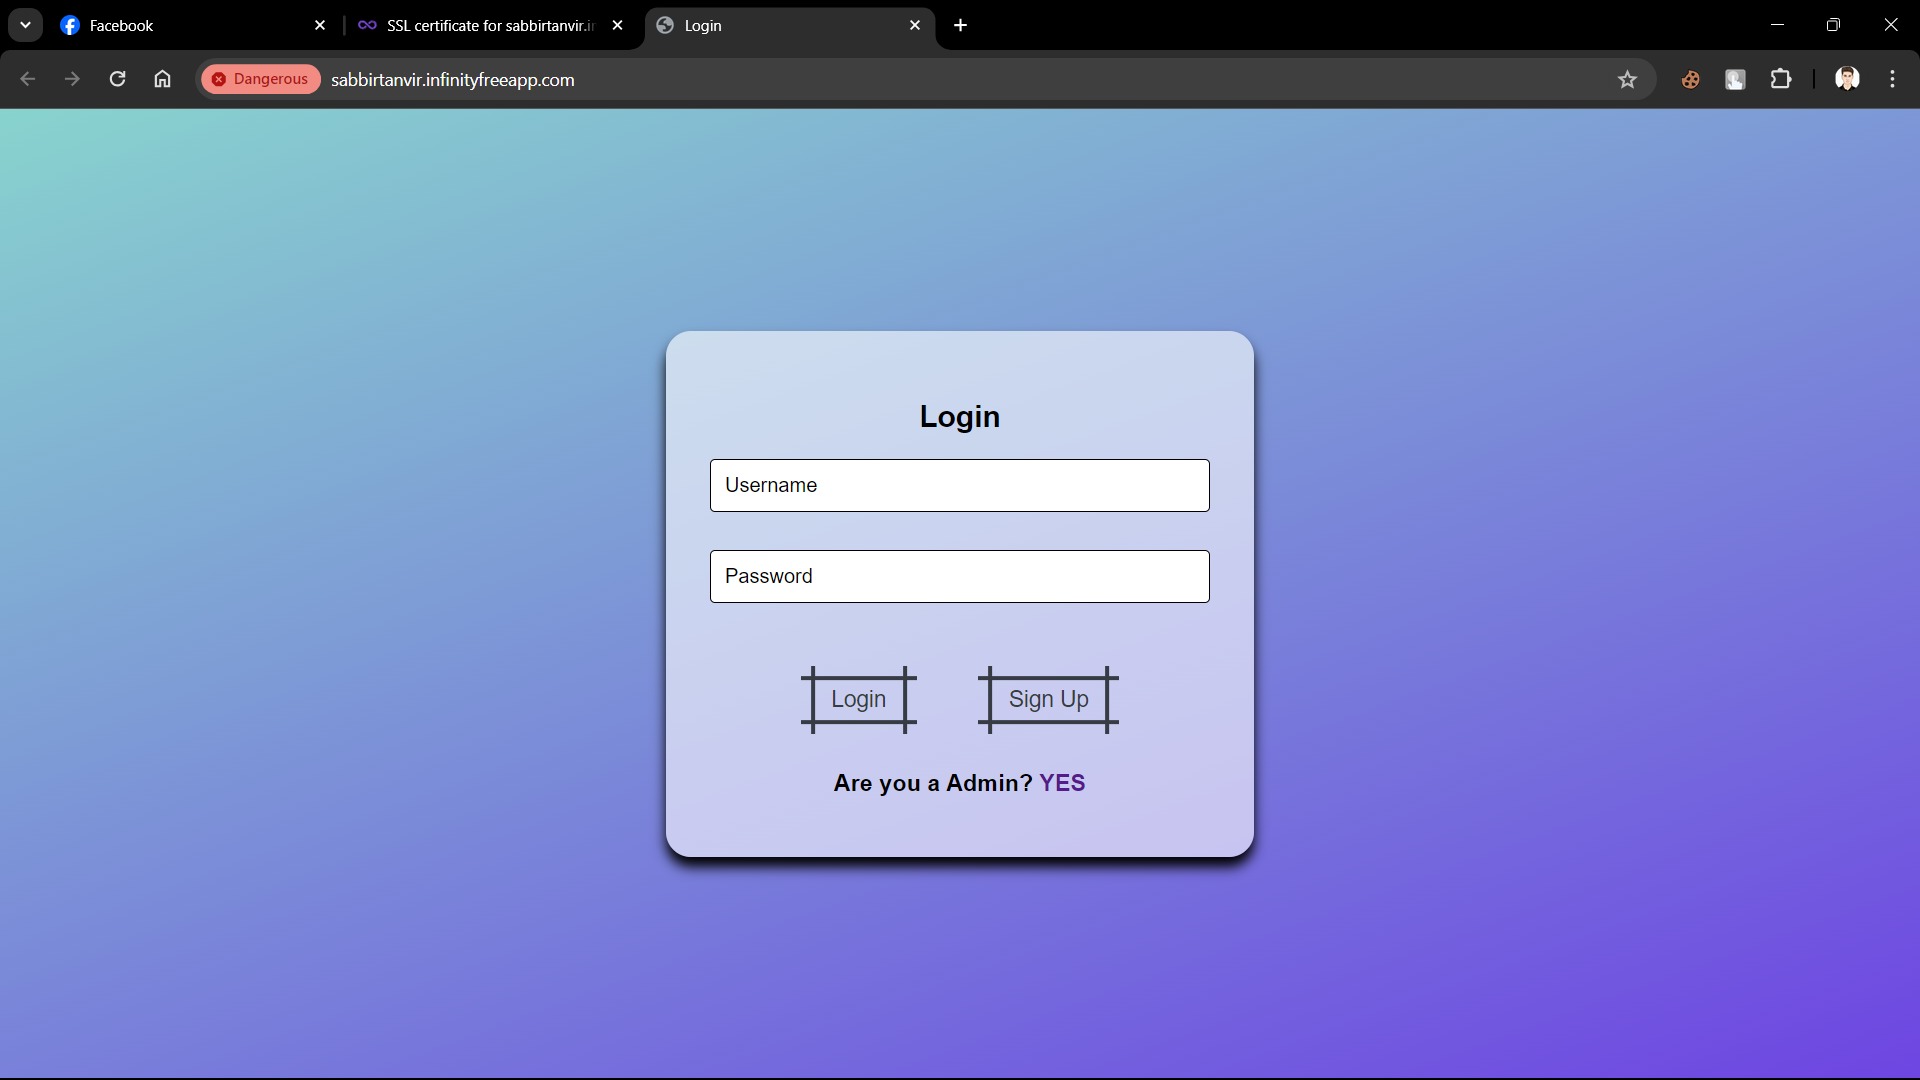 Facebook
SSL certificate for sabbirtanvir.in
Login
Dangerous
sabbirtanvir.infinityfreeapp.com
Login
Username
Password
Login
Sign Up
Are you a Admin? YES